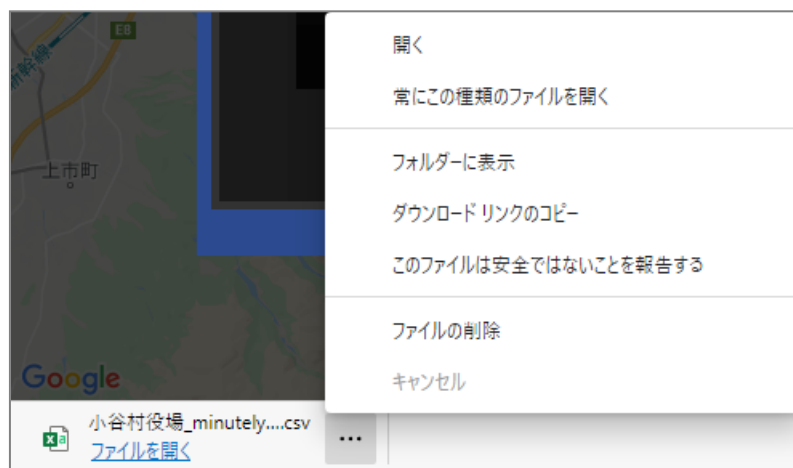 E8
新幹線
上市町
Google
開く
常にこの種類のファイルを開く
フォルダーに表示
ダウンロード リンクのコピー
このファイルは安全ではないことを報告する
ファイルの削除
キャンセル
小谷村役場_minutely....csv
ファイルを開く
...